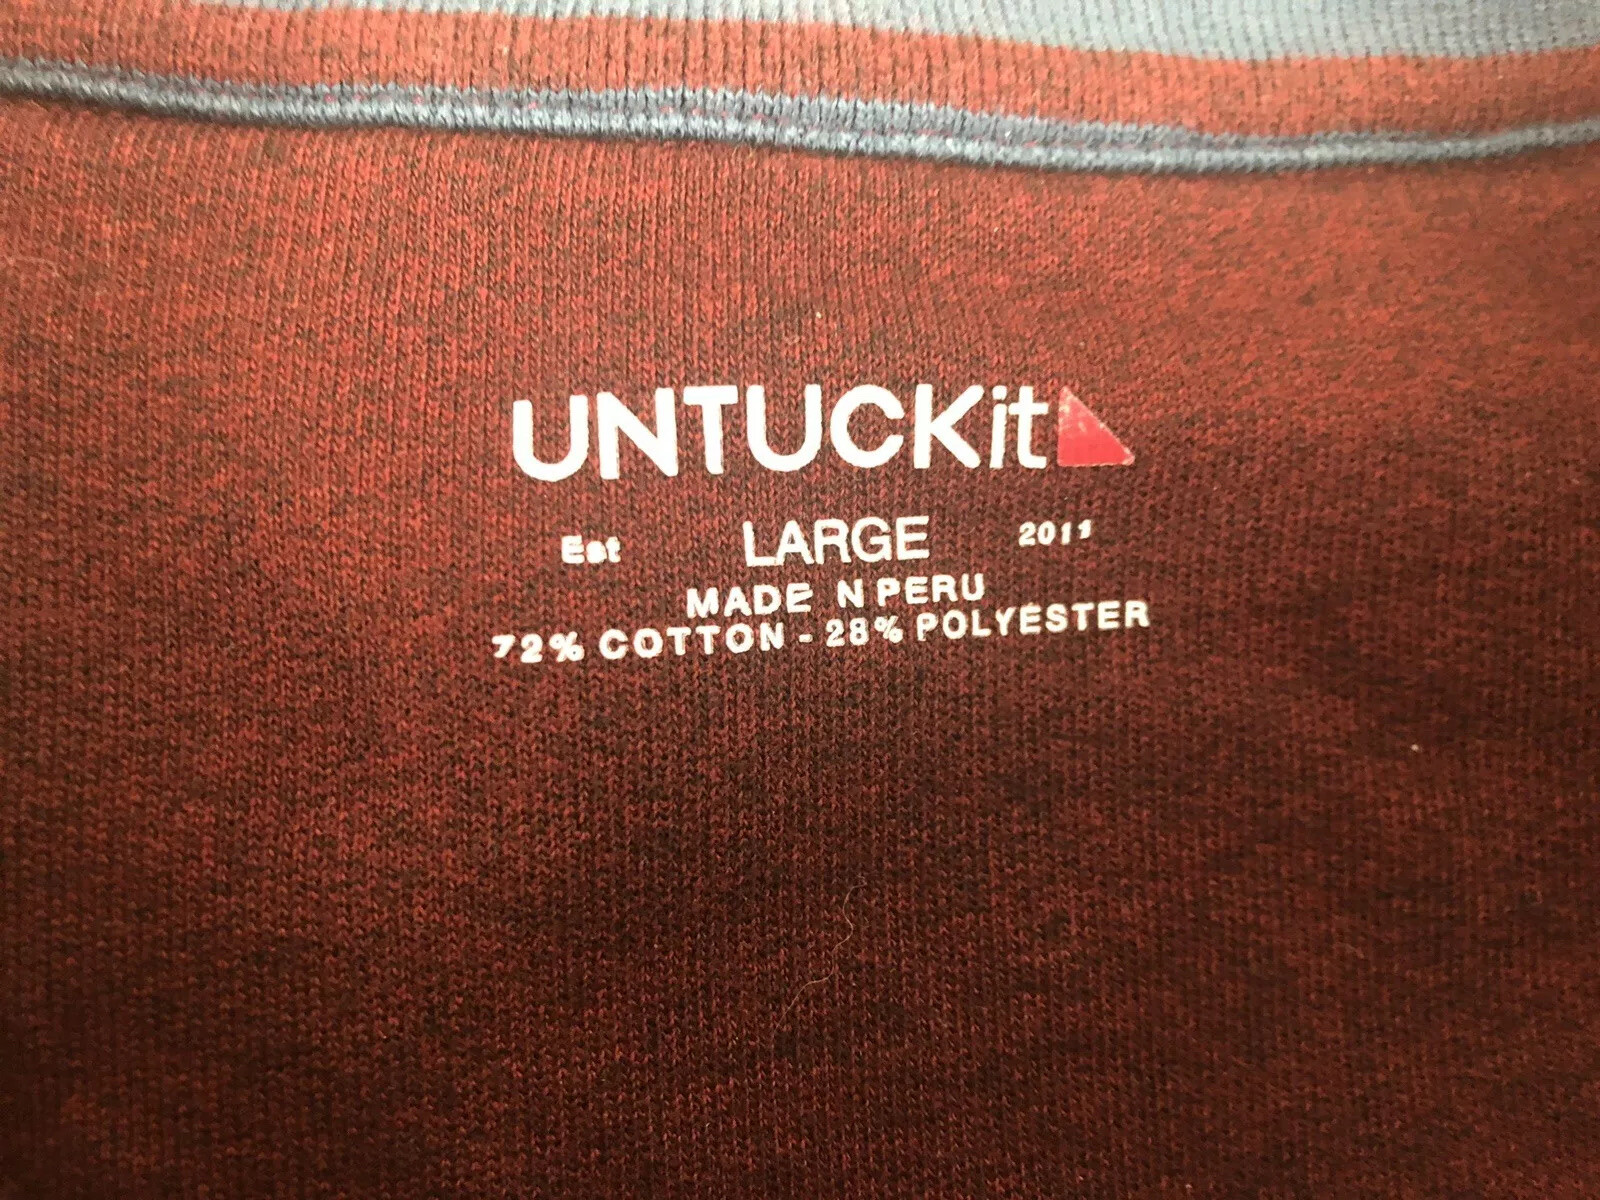 UNTUCKit
Est LARGE 2011
MADE N PERU
72% COTTON - 28% POLYESTER